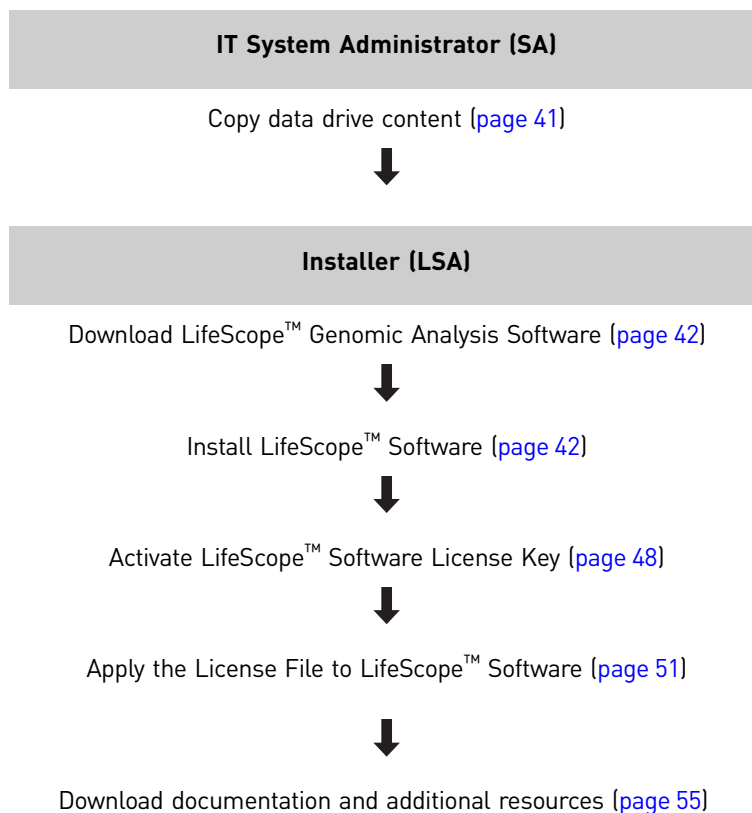 IT System Administrator (SA)
Copy data drive content (page 41)
Installer (LSA)
Download LifeScope™ Genomic Analysis Software (page 42)
Install LifeScope™ Software (page 42)
Activate LifeScope™ Software License Key (page 48)
Apply the License File to LifeScope™ Software (page 51)
Download documentation and additional resources (page 55)